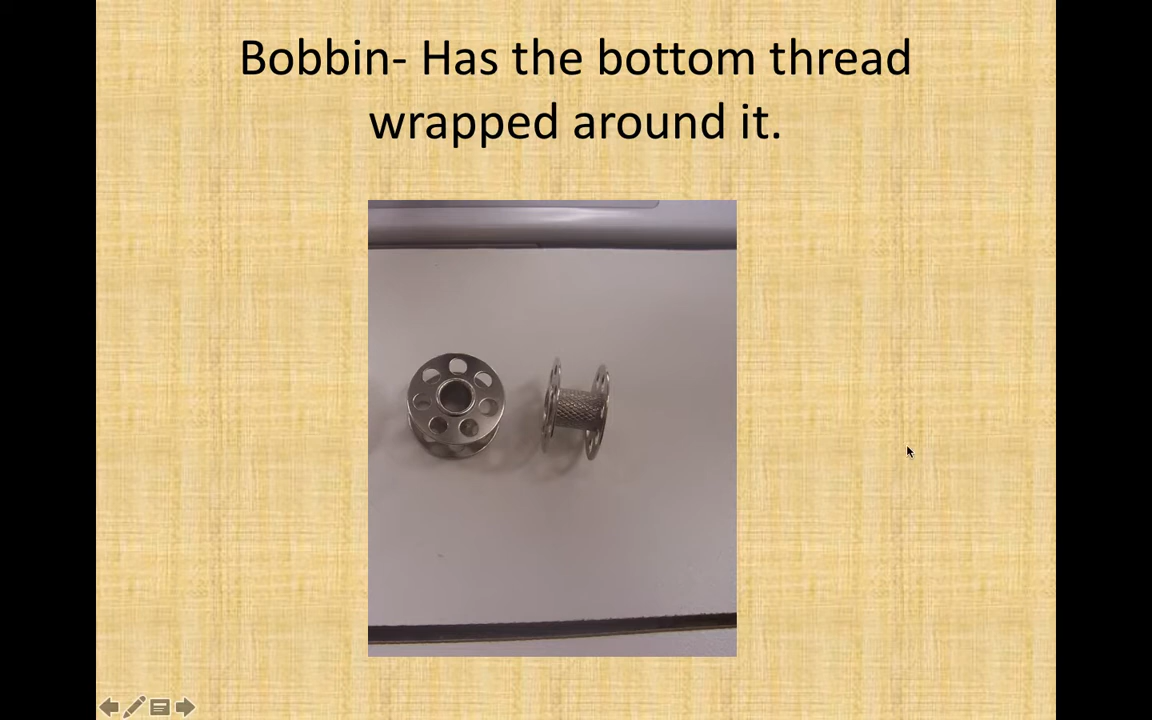 Bobbin- Has the bottom thread
wrapped around it.